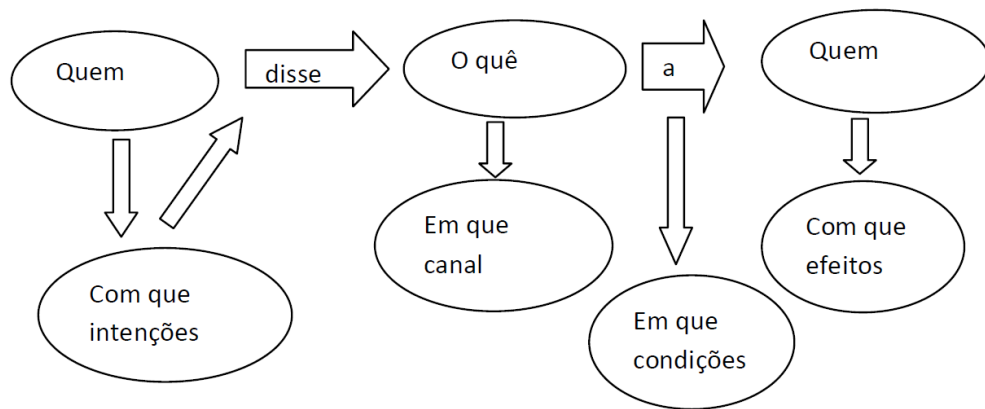 Quem
disse
O quê
a
Quem
Em que
canal
Com que
efeitos
Com que
intenções
Em que
condições